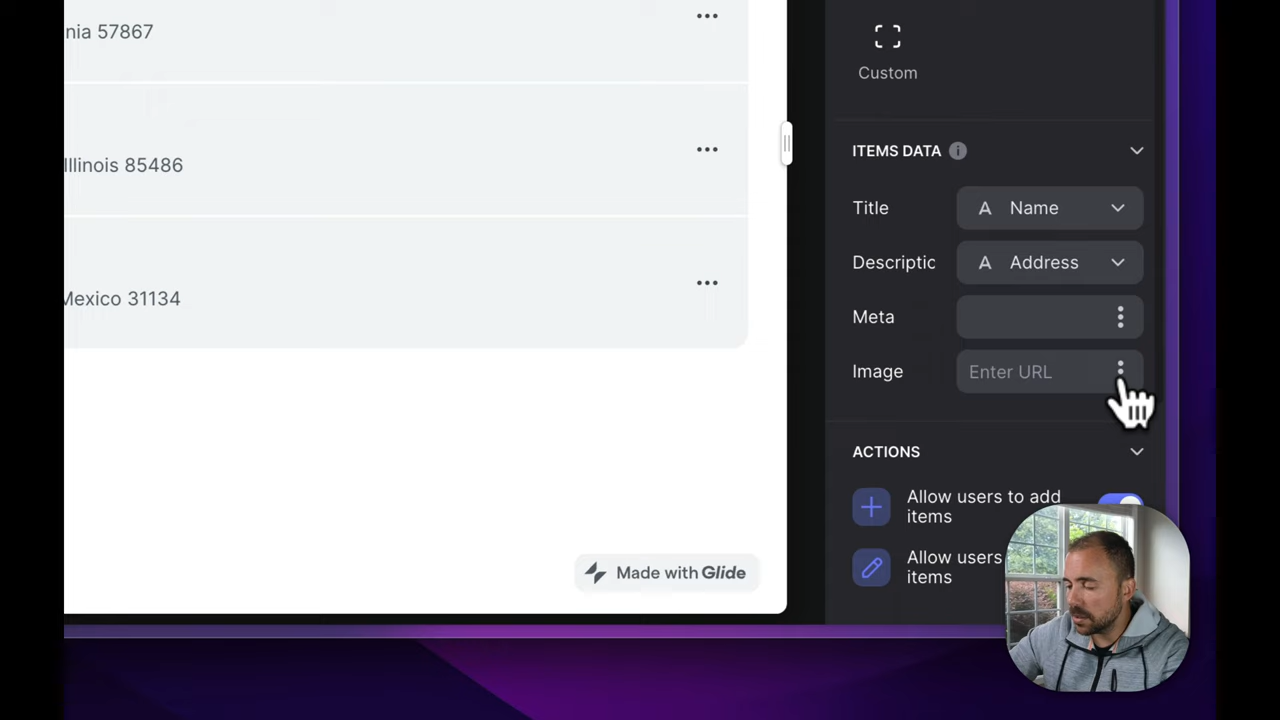 nia 57867
Illinois 85486
Mexico 31134
Made with Glide
Custom
ITEMS DATA
Title
A Name
Descriptic
A Address
Meta
Image
Enter URL
ACTIONS
Allow users to add
items
Allow users
items